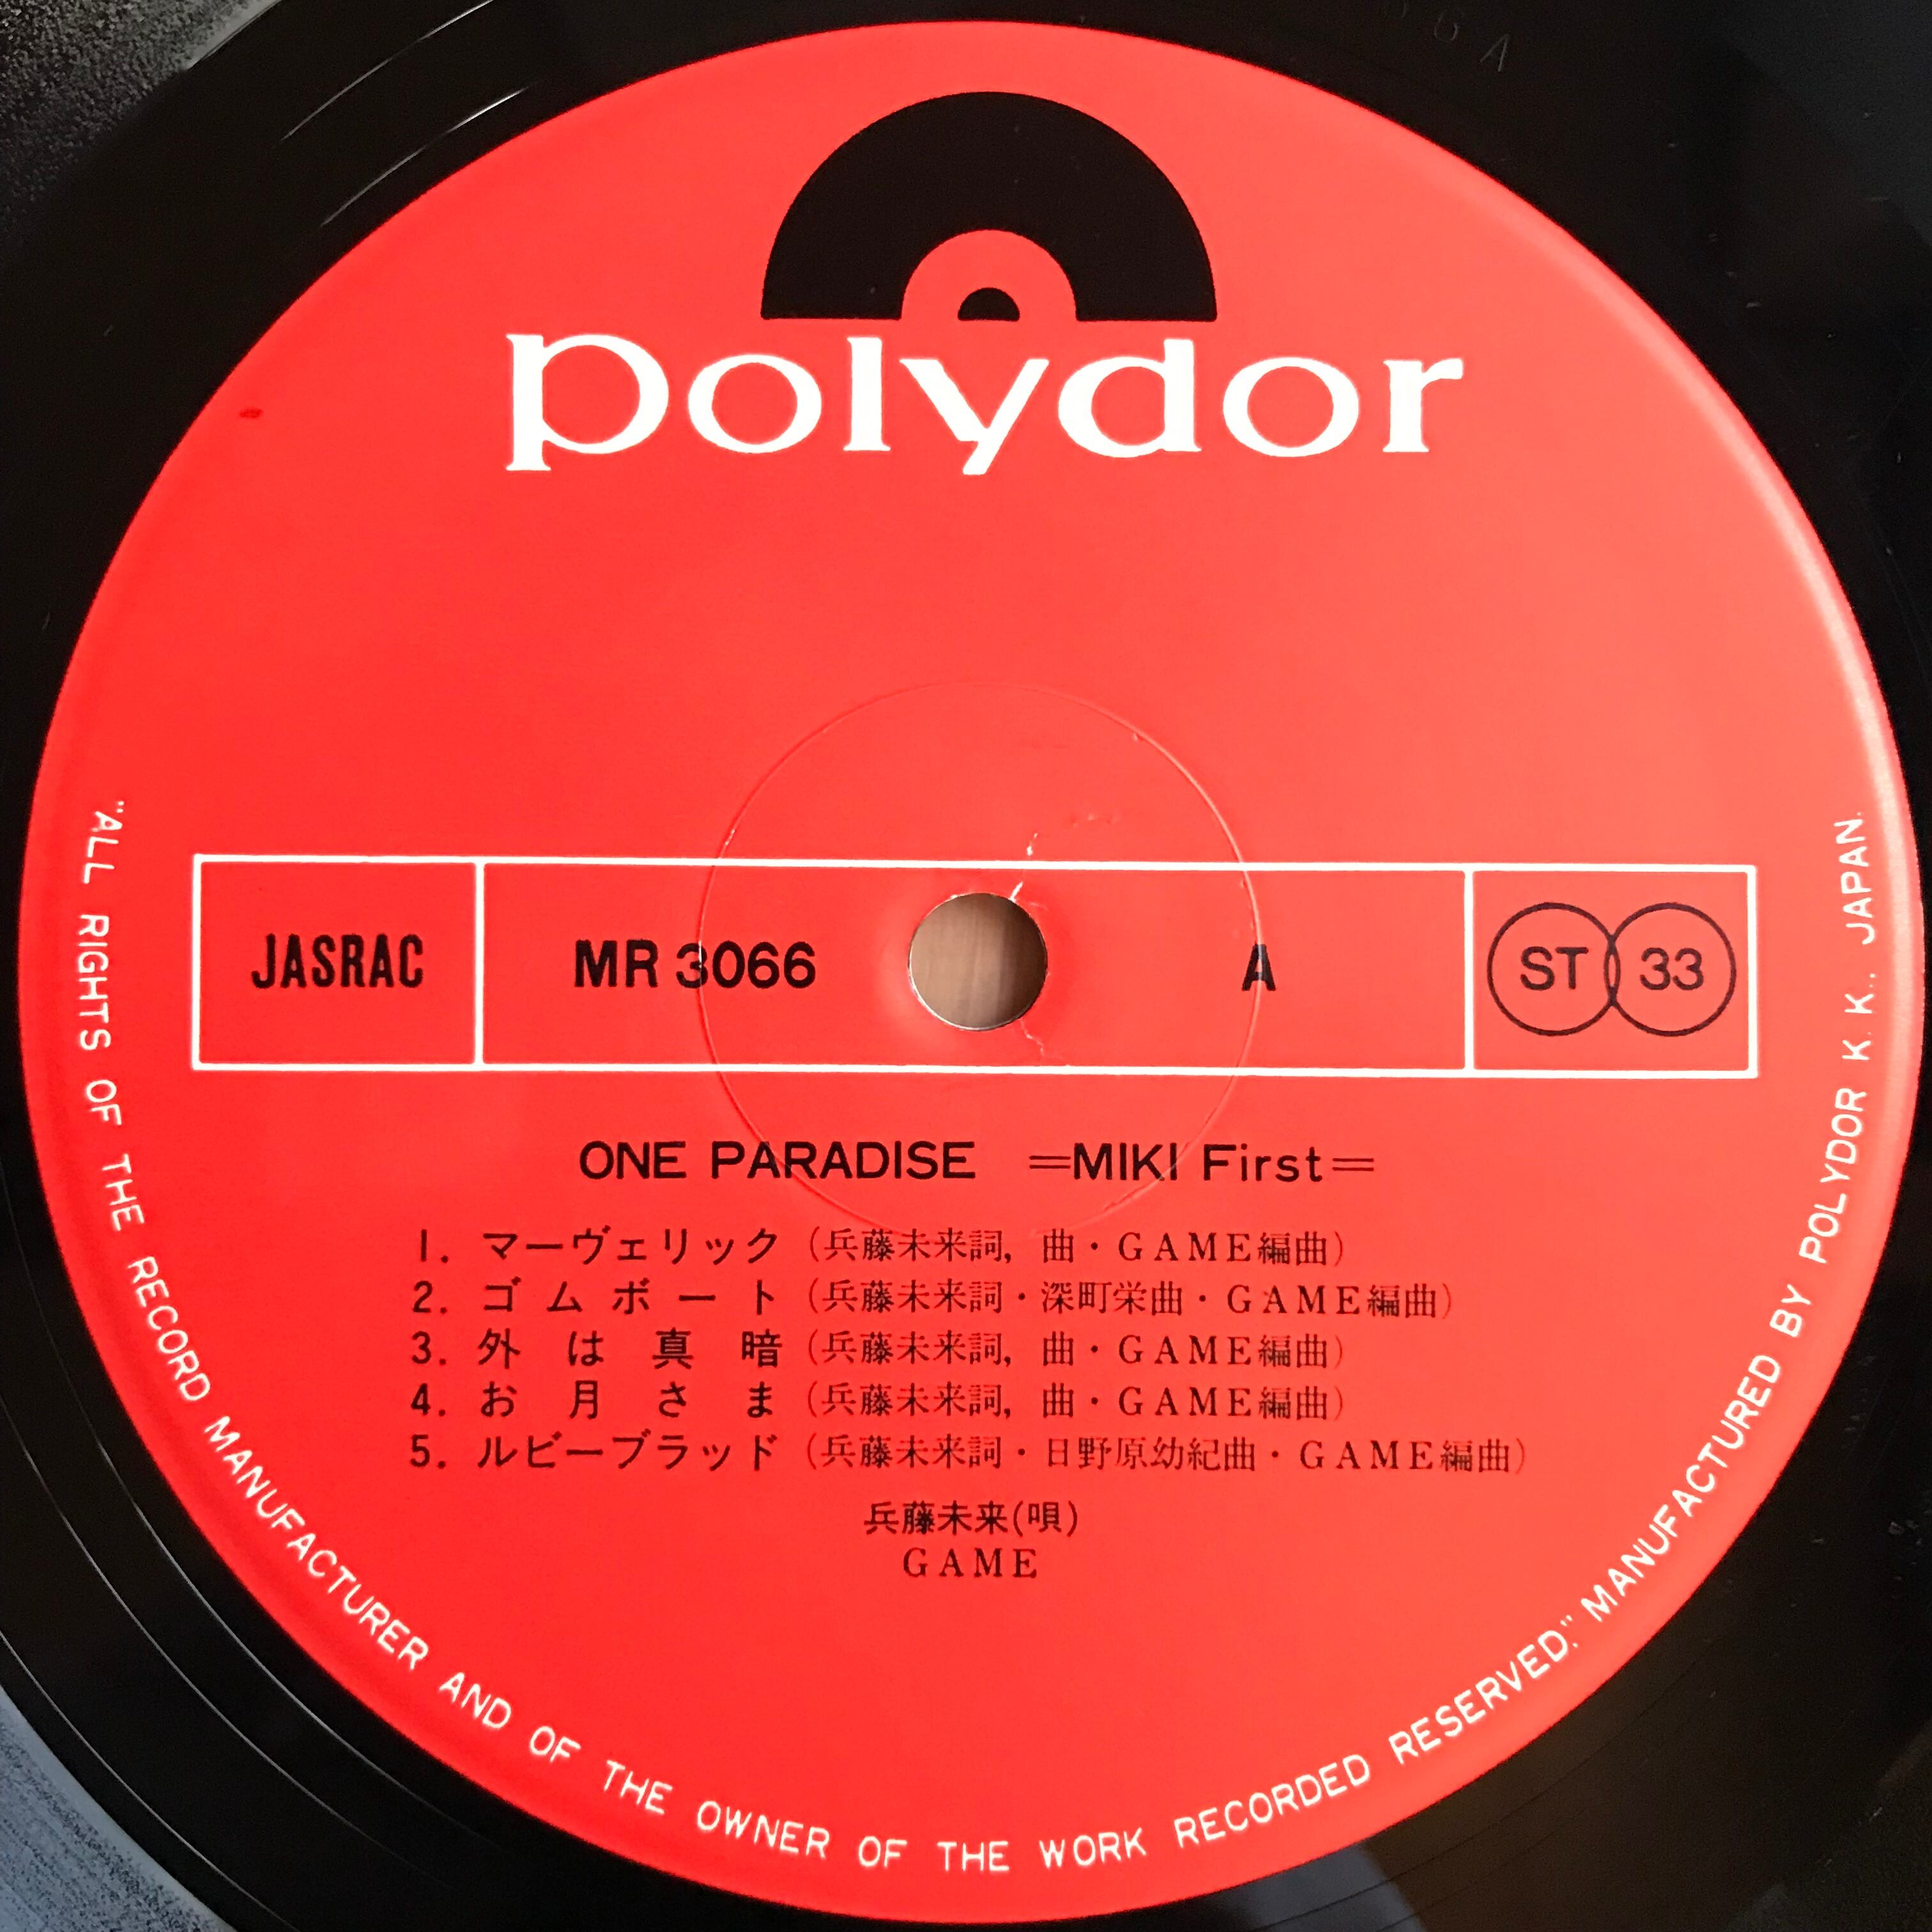 polydor
JASRAC
MR 3066
A
ST 33
ONE PARADISE =MIKI First=
1. マーヴェリック (兵藤未来詞, 曲・GAME編曲)
2. ゴムボート (兵藤未来詞・深町栄曲・GAME編曲)
3. 外は真暗 (兵藤未来詞, 曲・GAME編曲)
4. お月さま (兵藤未来詞, 曲・GAME編曲)
5. ルビーブラッド (兵藤未来詞・日野原幼紀曲・GAME編曲)
兵藤未来(唄)
GAME
"ALL RIGHTS OF THE RECORD MANUFACTURER AND OF THE OWNER OF THE WORK RECORDED RESERVED." MANUFACTURED BY POLYDOR K. K., JAPAN.